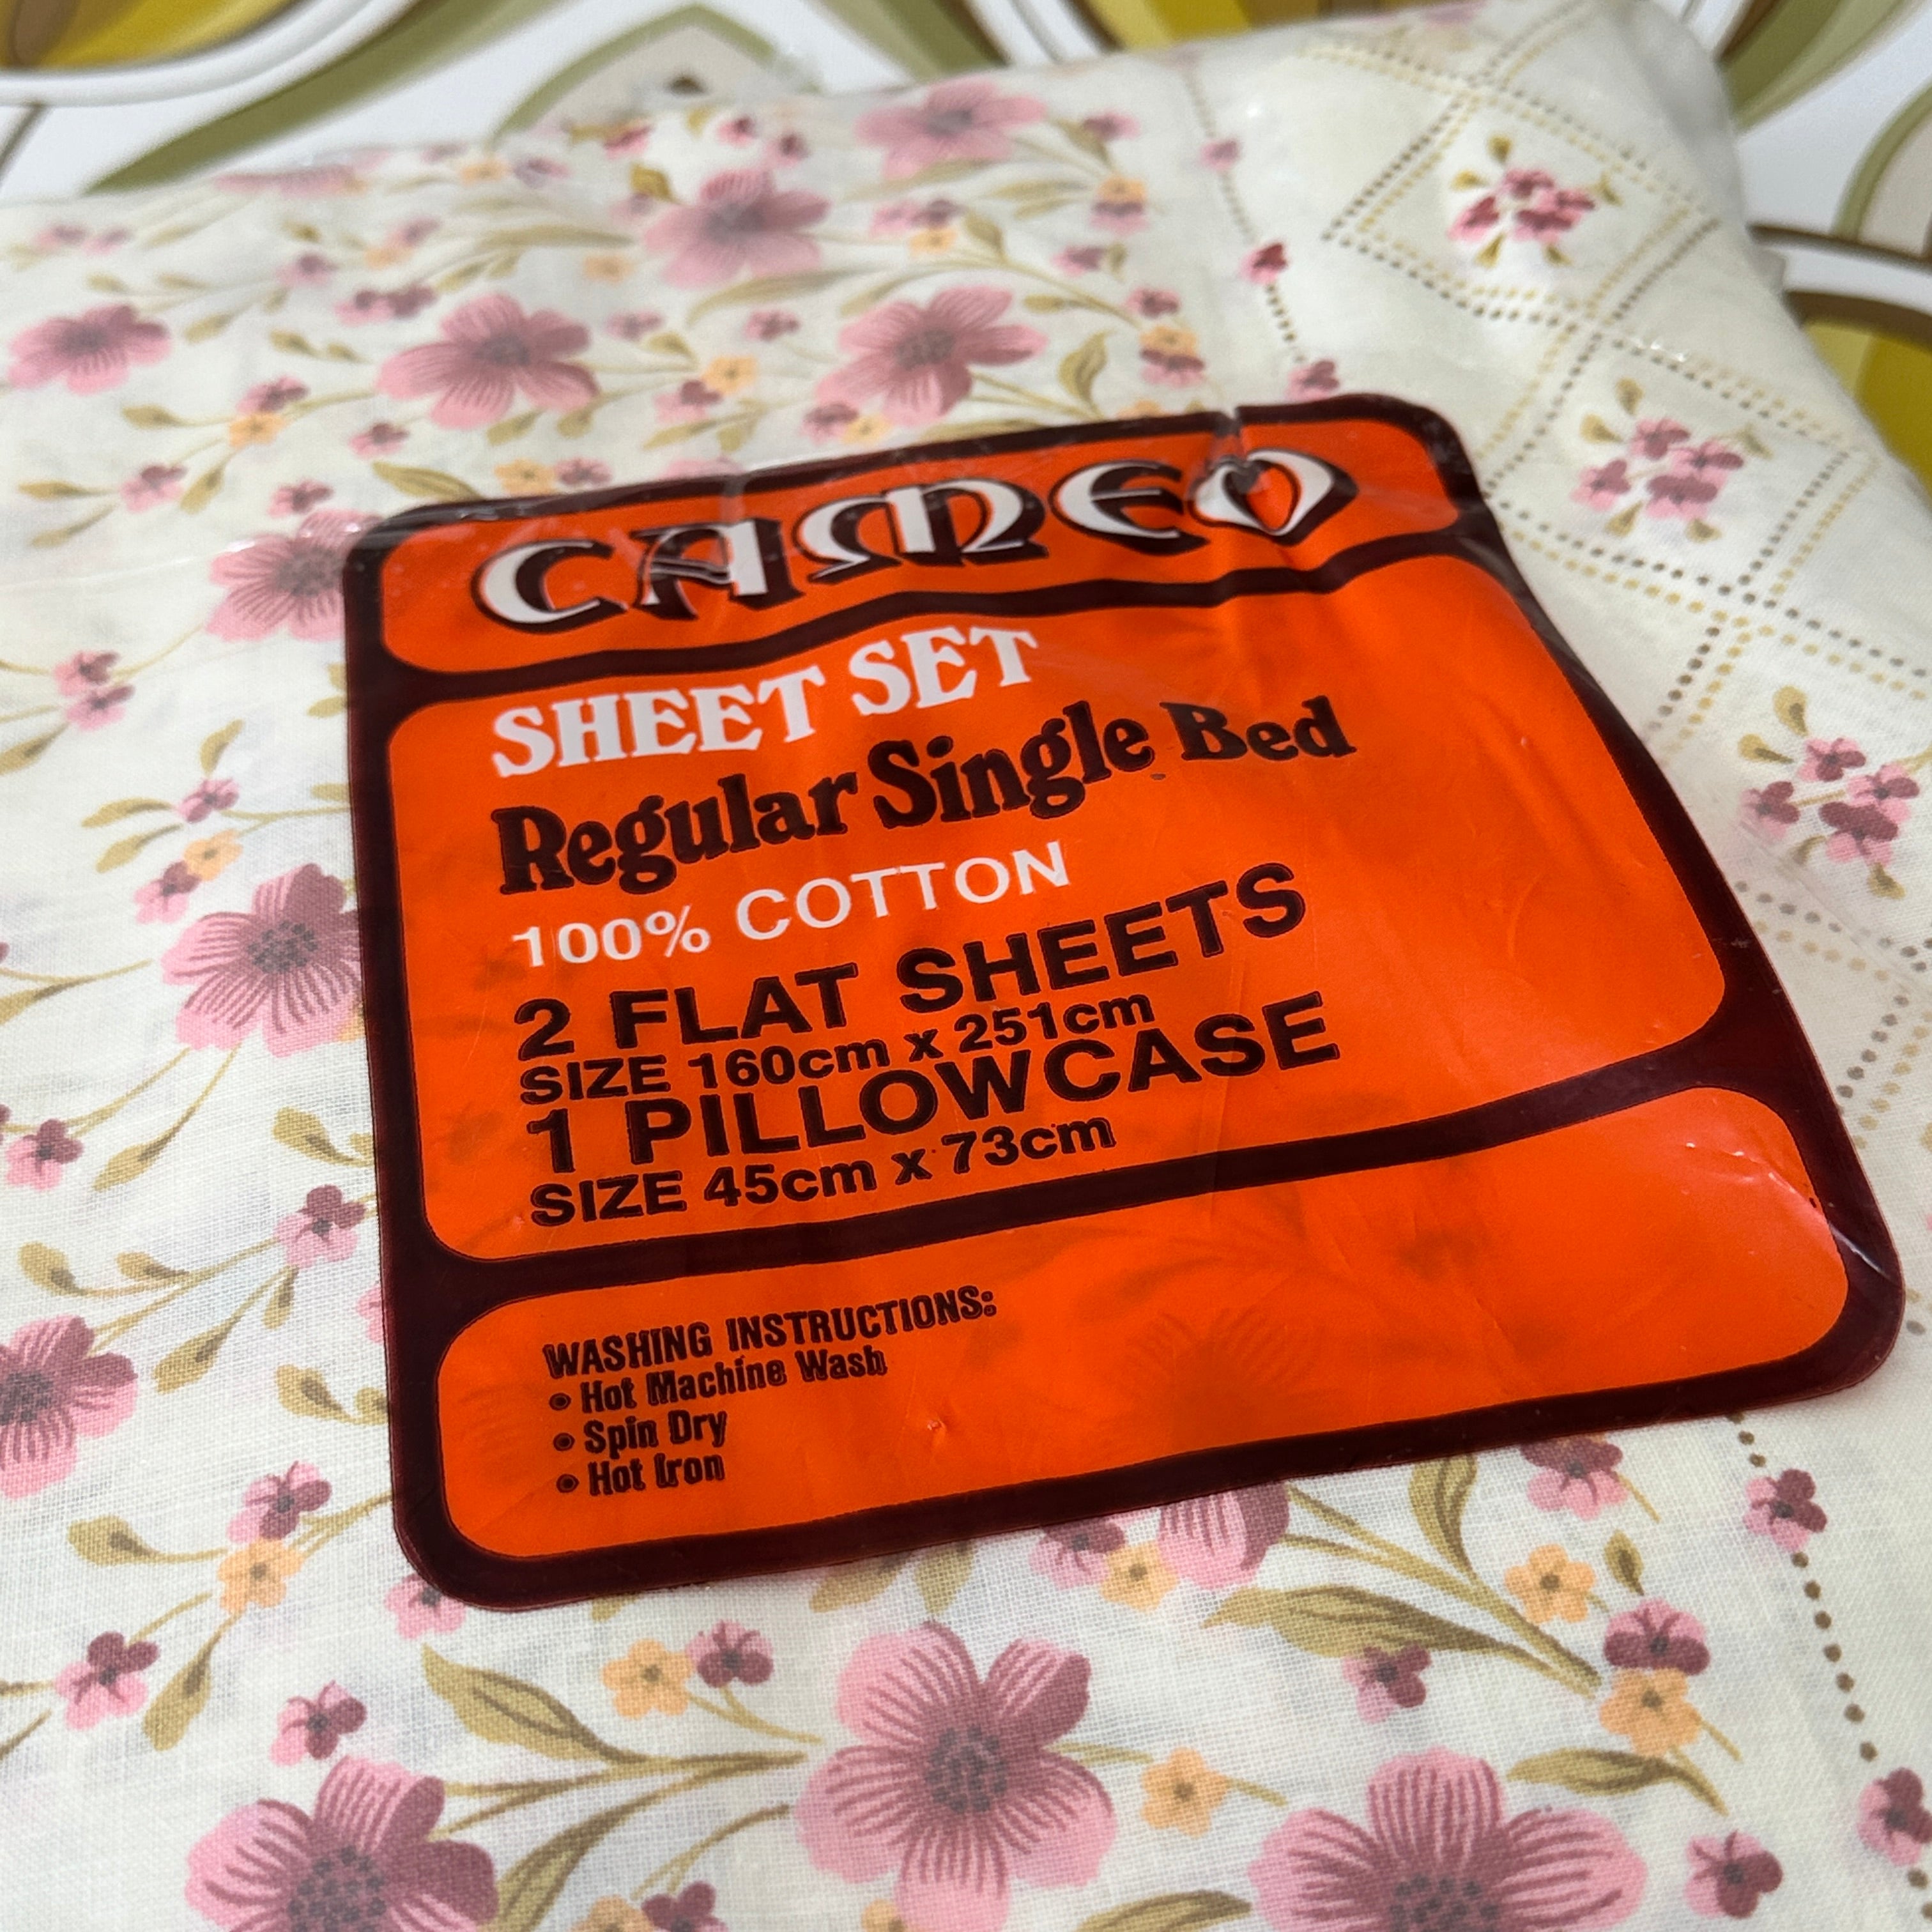 CAMEO
SHEET SET
Regular Single Bed
100% COTTON
2 FLAT SHEETS
SIZE 160cm x 251cm
1 PILLOWCASE
SIZE 45cm x 73cm
WASHING INSTRUCTIONS:
• Hot Machine Wash
• Spin Dry
• Hot Iron